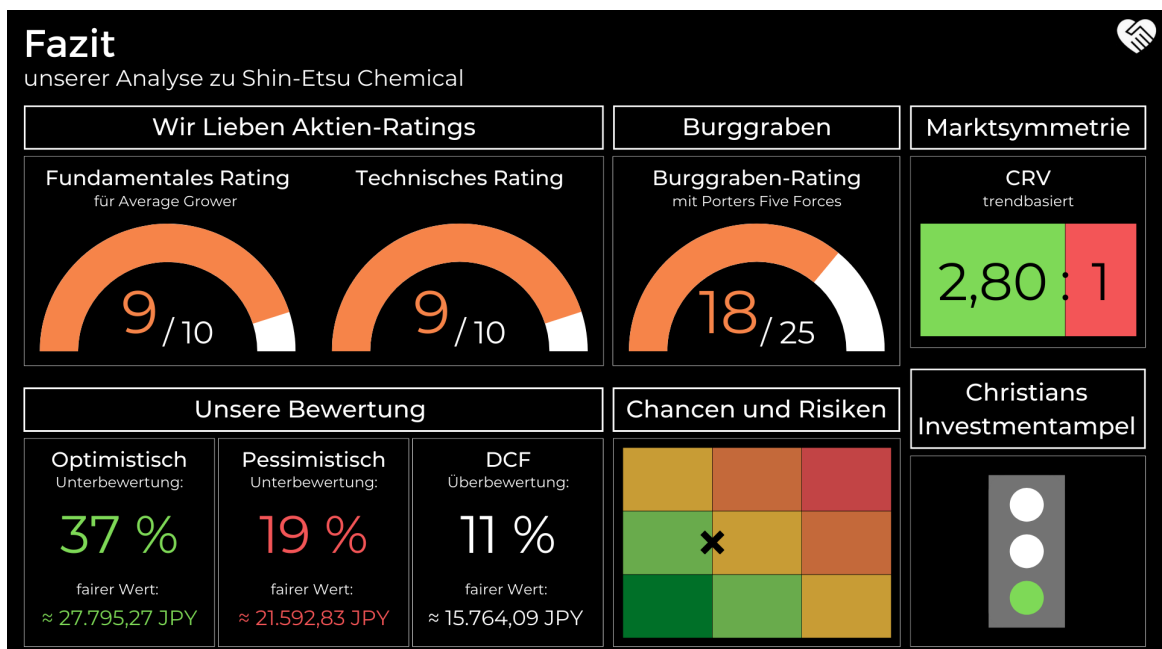 Fazit
unserer Analyse zu Shin-Etsu Chemical
Wir Lieben Aktien-Ratings
Fundamentales Rating
für Average Grower
9/10
Technisches Rating
9/10
Burggraben
Burggraben-Rating
mit Porters Five Forces
18/25
Marktsymmetrie
CRV
trendbasiert
2,80 : 1
Unsere Bewertung
Optimistisch
Unterbewertung:
37 %
fairer Wert:
≈ 27.795,27 JPY
Pessimistisch
Unterbewertung:
19 %
fairer Wert:
≈ 21.592,83 JPY
DCF
Überbewertung:
11 %
fairer Wert:
≈ 15.764,09 JPY
Chancen und Risiken
Christians
Investmentampel